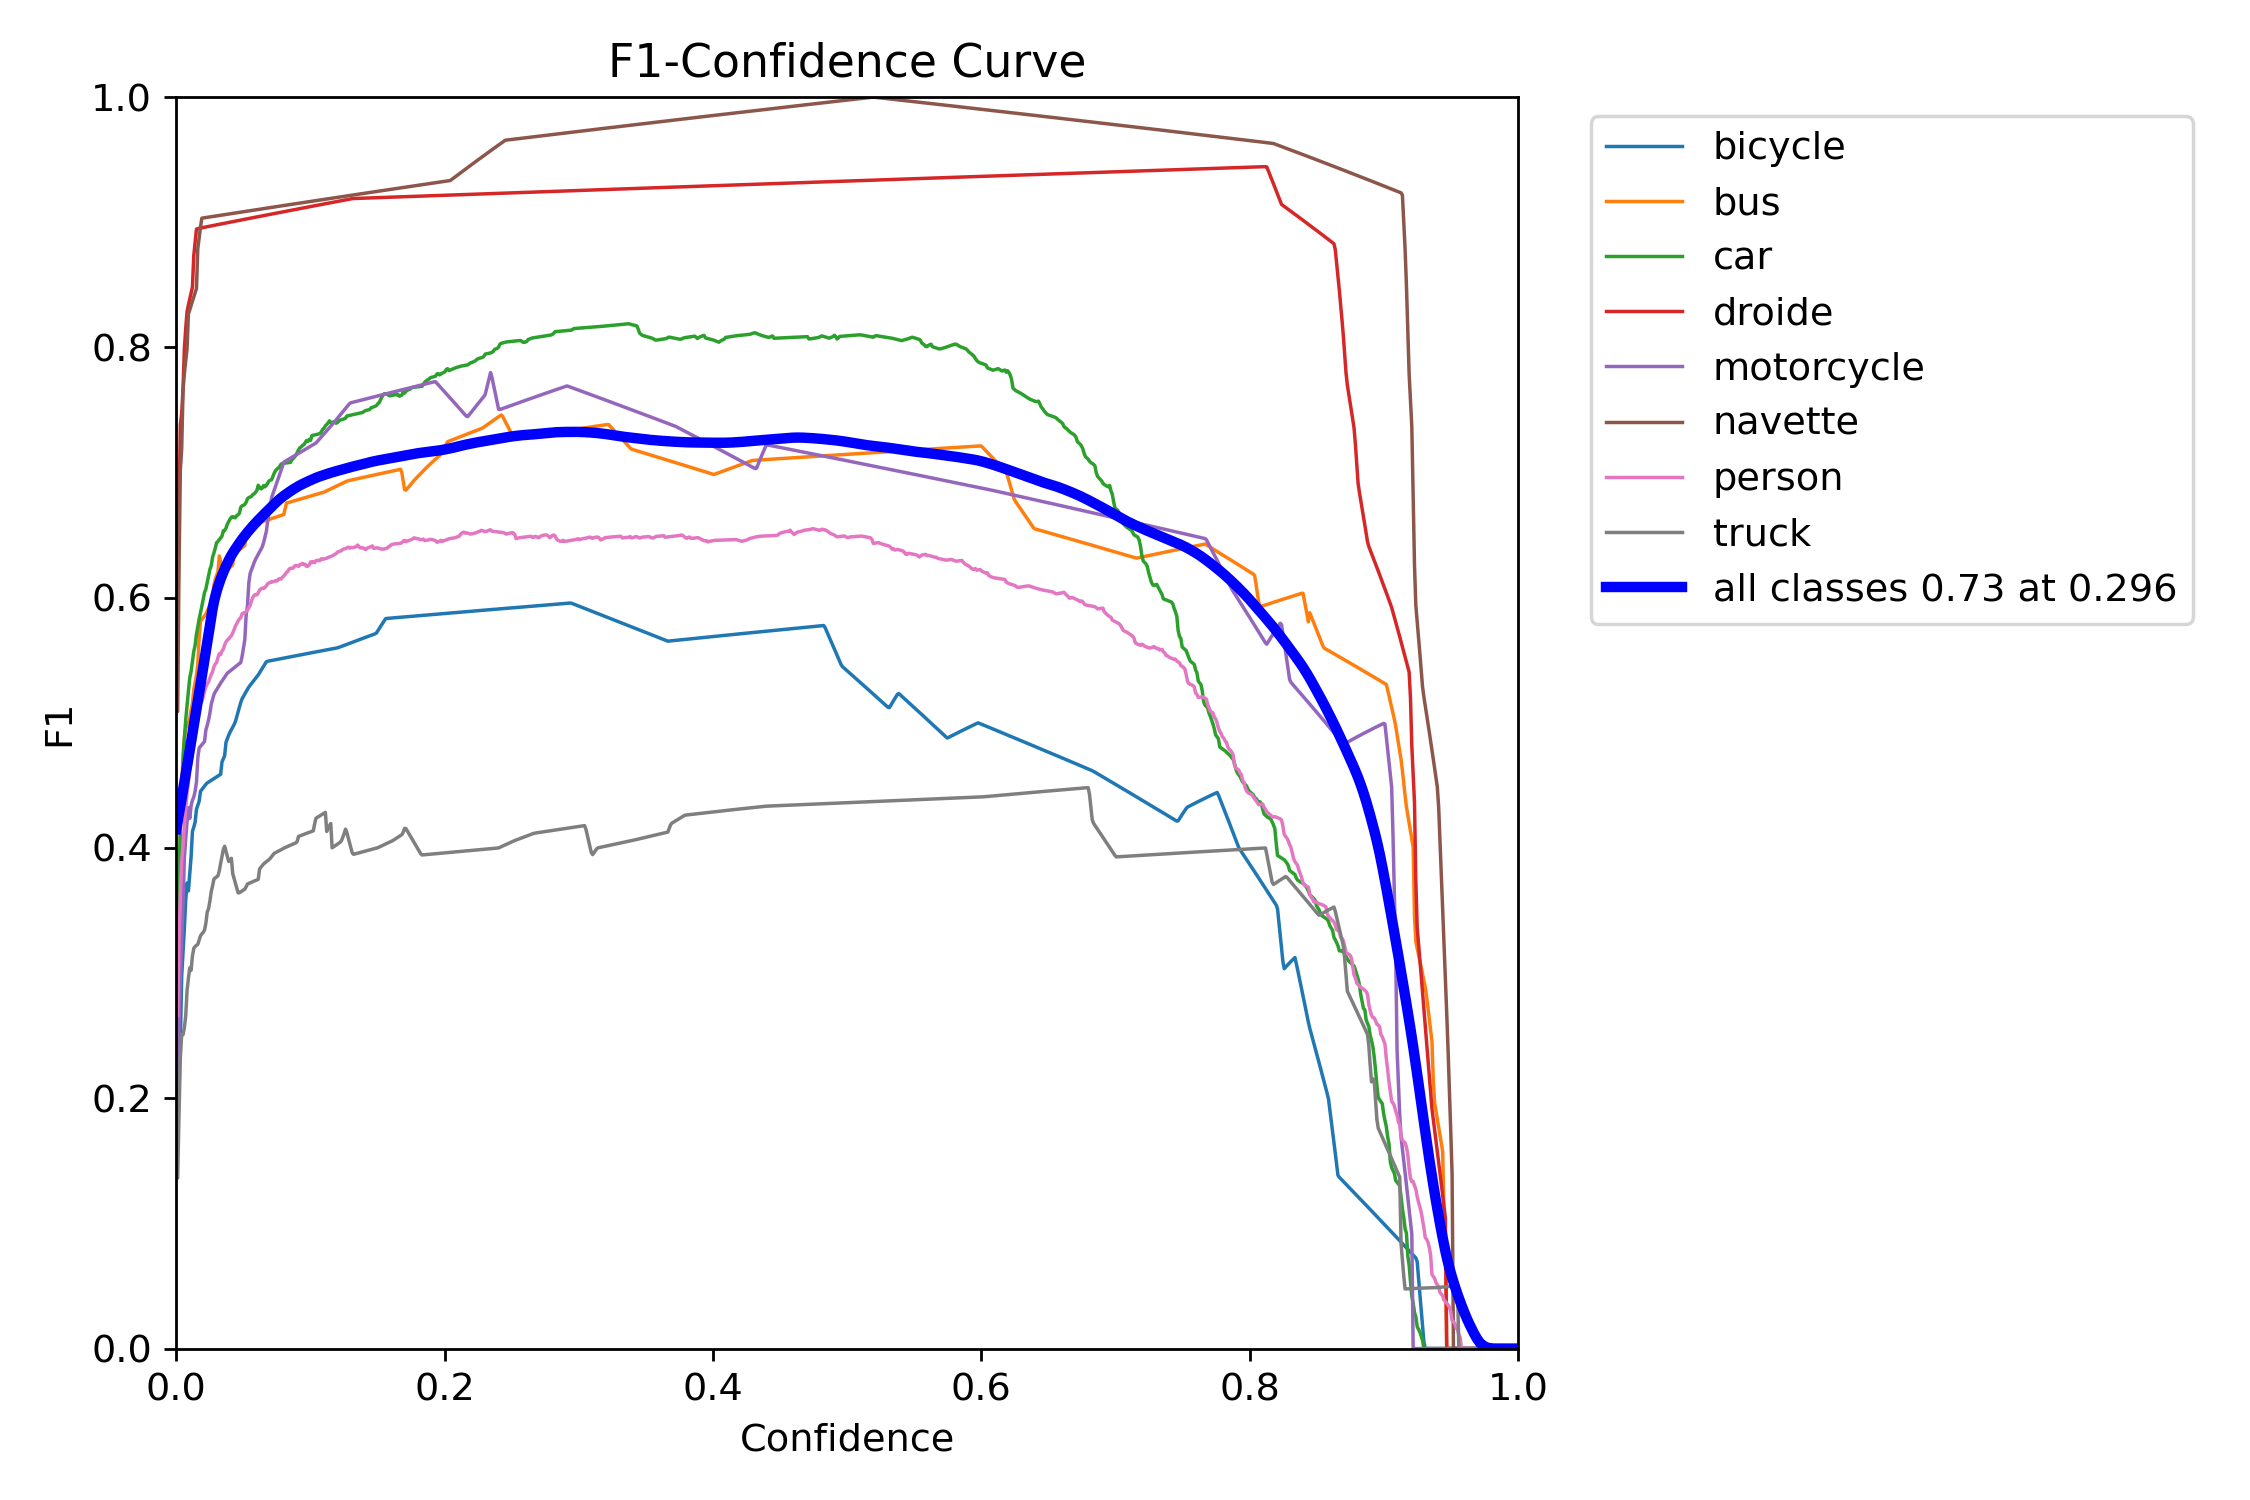 F1-Confidence Curve
1.0
0.8
0.6
0.4
0.2
0.0
F1
0.0 0.2 0.4 0.6 0.8 1.0
Confidence
bicycle
bus
car
droide
motorcycle
navette
person
truck
all classes 0.73 at 0.296